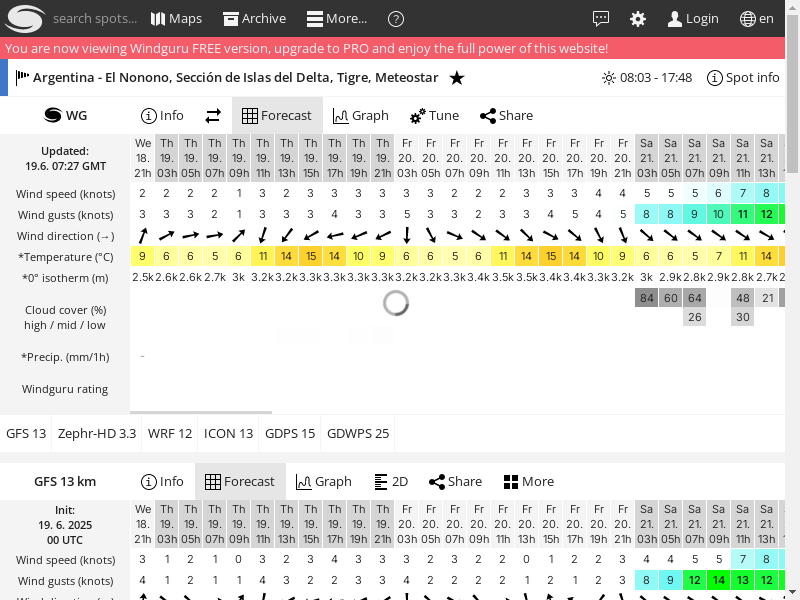 search spots... Maps Archive More... ? Login en
You are now viewing Windguru FREE version, upgrade to PRO and enjoy the full power of this website!
Argentina - El Nonono, Sección de Islas del Delta, Tigre, Meteostar 08:03 - 17:48 Spot info
WG Info Forecast Graph Tune Share
Updated:
19.6. 07:27 GMT
We Th Th Th Th Th Th Th Th Th Th Fr Fr Fr Fr Fr Fr Fr Fr Fr Fr Sa Sa Sa Sa Sa Sa
18. 19. 19. 19. 19. 19. 19. 19. 19. 19. 19. 20. 20. 20. 20. 20. 20. 20. 20. 20. 20. 21. 21. 21. 21. 21. 21.
21h 03h 05h 07h 09h 11h 13h 15h 17h 19h 21h 03h 05h 07h 09h 11h 13h 15h 17h 19h 21h 03h 05h 07h 09h 11h 13h
Wind speed (knots) 2 2 2 2 1 3 2 3 3 3 3 3 3 2 2 2 3 3 3 4 4 5 5 5 6 7 8
Wind gusts (knots) 3 3 3 2 1 3 3 3 4 3 3 5 3 3 2 3 3 4 5 4 5 8 8 9 10 11 12
Wind direction (→)
*Temperature (°C) 9 6 6 5 6 11 14 15 14 10 9 6 6 5 6 11 14 15 14 10 9 6 6 5 7 11 14
*0° isotherm (m) 2.5k 2.6k 2.6k 2.7k 3k 3.2k 3.2k 3.3k 3.3k 3.3k 3.3k 3.2k 3.2k 3.3k 3.4k 3.5k 3.5k 3.4k 3.4k 3.3k 3.2k 3k 2.9k 2.8k 2.9k 2.8k 2.7k
Cloud cover (%)
high / mid / low
84 60 64 48 21
26 30
*Precip. (mm/1h) -
Windguru rating
GFS 13 Zephr-HD 3.3 WRF 12 ICON 13 GDPS 15 GDWPS 25
GFS 13 km Info Forecast Graph 2D Share More
Init:
19. 6. 2025
00 UTC
We Th Th Th Th Th Th Th Th Th Th Fr Fr Fr Fr Fr Fr Fr Fr Fr Fr Sa Sa Sa Sa Sa Sa
18. 19. 19. 19. 19. 19. 19. 19. 19. 19. 19. 20. 20. 20. 20. 20. 20. 20. 20. 20. 20. 21. 21. 21. 21. 21. 21.
21h 03h 05h 07h 09h 11h 13h 15h 17h 19h 21h 03h 05h 07h 09h 11h 13h 15h 17h 19h 21h 03h 05h 07h 09h 11h 13h
Wind speed (knots) 3 1 2 1 0 3 2 3 4 3 3 3 2 3 2 2 0 1 2 2 3 4 4 5 5 7 8
Wind gusts (knots) 4 1 2 1 1 4 3 2 2 3 3 4 2 2 2 2 1 2 1 2 3 8 9 12 14 13 12